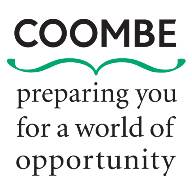 COOMBE
preparing you
for a world of
opportunity